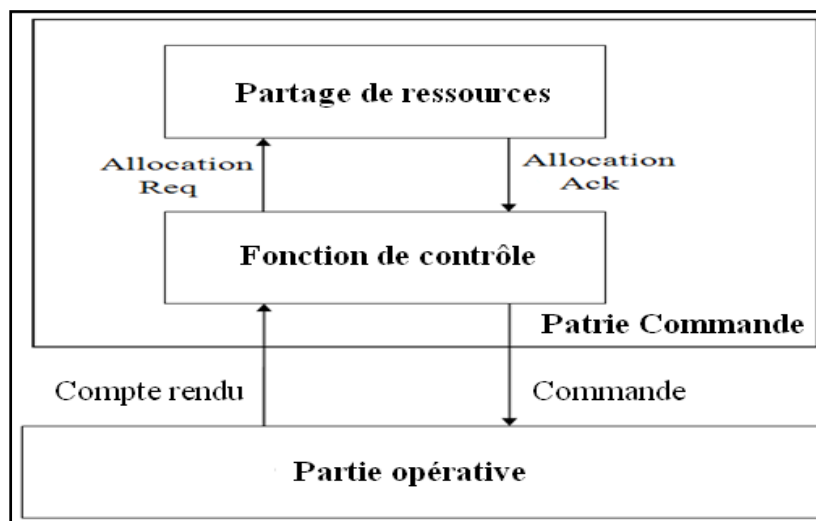 Partage de ressources
Allocation
Req
Allocation
Ack
Fonction de contrôle
Patrie Commande
Compte rendu
Commande
Partie opérative